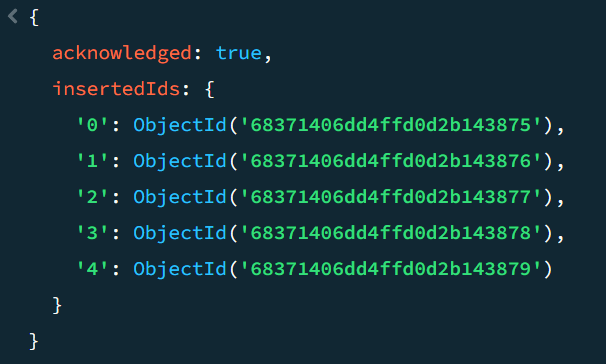 < {
acknowledged: true,
insertedIds: {
'0': ObjectId('68371406dd4ffd0d2b143875'),
'1': ObjectId('68371406dd4ffd0d2b143876'),
'2': ObjectId('68371406dd4ffd0d2b143877'),
'3': ObjectId('68371406dd4ffd0d2b143878'),
'4': ObjectId('68371406dd4ffd0d2b143879')
}
}